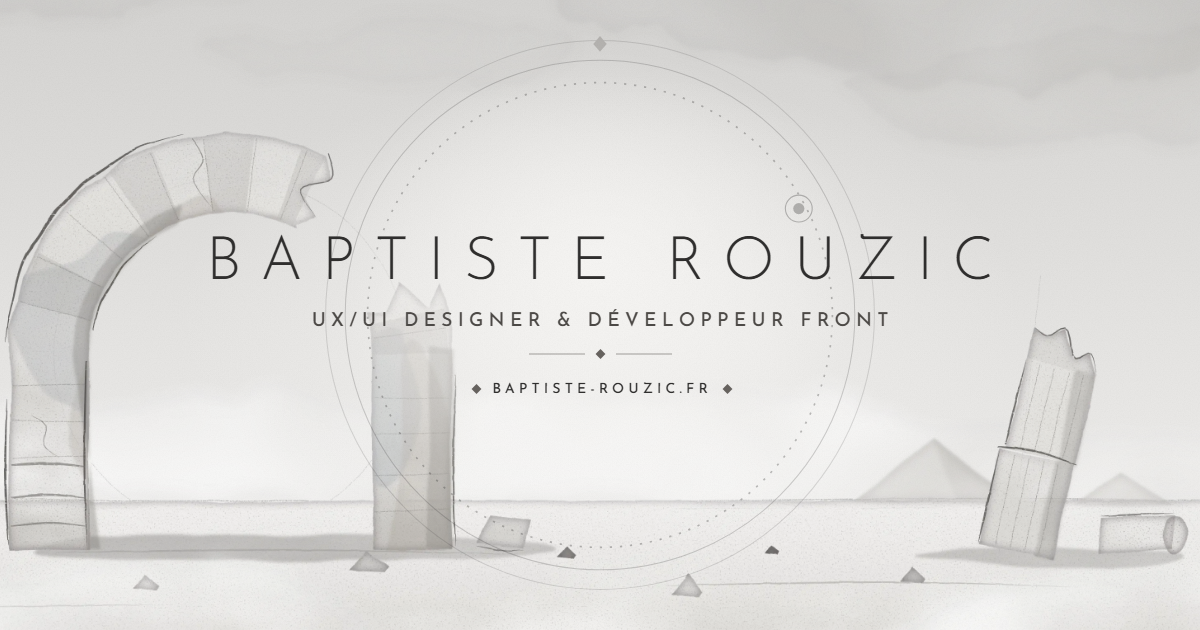 BAPTISTE ROUZIC
UX/UI DESIGNER & DÉVELOPPEUR FRONT
BAPTISTE-ROUZIC.FR